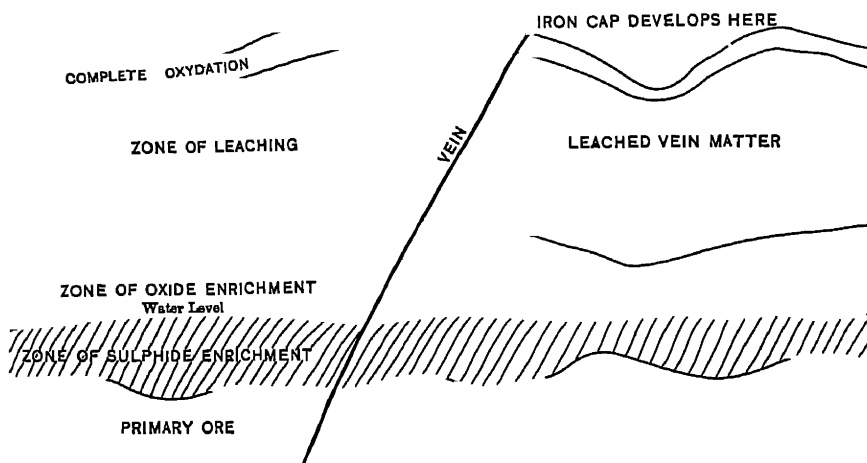 IRON CAP DEVELOPS HERE
COMPLETE OXYDATION
ZONE OF LEACHING
VEIN
LEACHED VEIN MATTER
ZONE OF OXIDE ENRICHMENT
Water Level
ZONE OF SULPHIDE ENRICHMENT
PRIMARY ORE